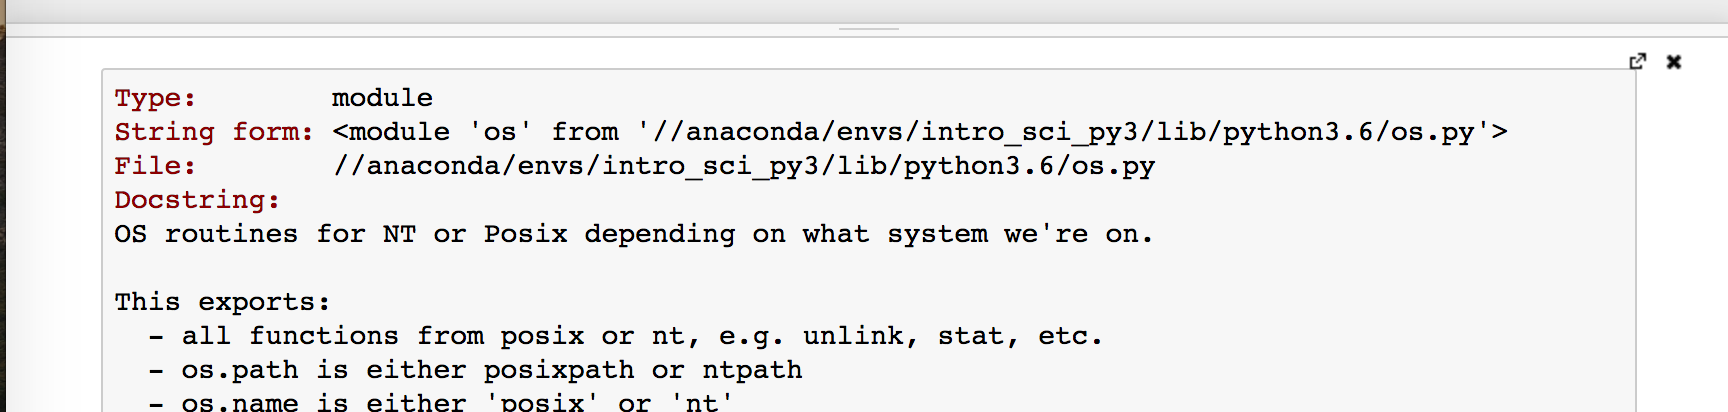 Type:        module
String form: <module 'os' from '//anaconda/envs/intro_sci_py3/lib/python3.6/os.py'>
File:        //anaconda/envs/intro_sci_py3/lib/python3.6/os.py
Docstring:
OS routines for NT or Posix depending on what system we're on.

This exports:
  - all functions from posix or nt, e.g. unlink, stat, etc.
  - os.path is either posixpath or ntpath
  - os.name is either 'posix' or 'nt'